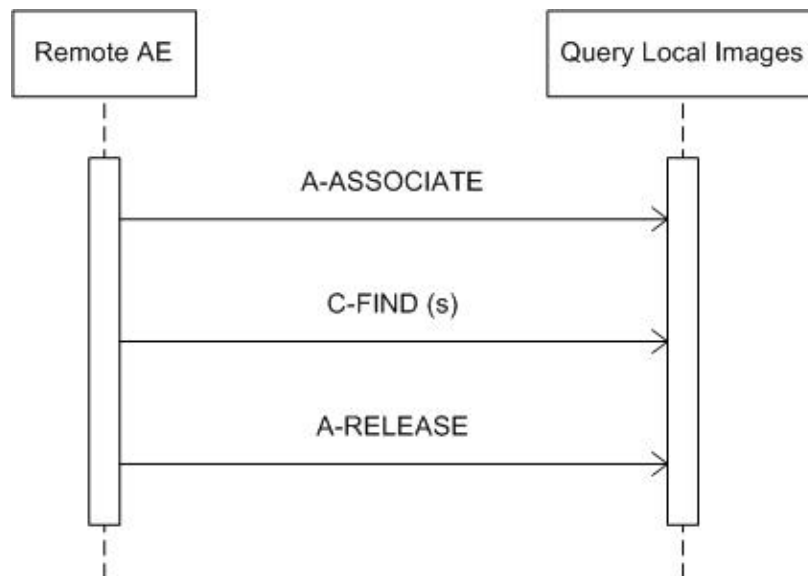 Remote AE
Query Local Images
A-ASSOCIATE
C-FIND (s)
A-RELEASE